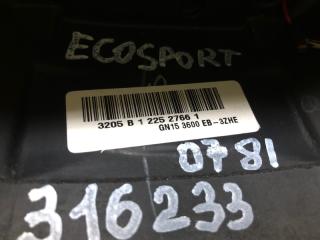 ECOSPORT
3205 B 1 225 2766 1
GN15 3600 EB-3ZHE
0781
316233